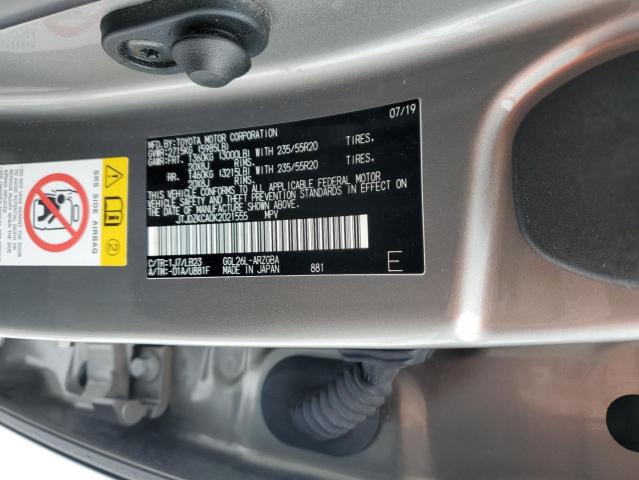 07/19
MFD. BY: TOYOTA MOTOR CORPORATION
GVWR: 2715KG (5985LB)
GAWR: FRT. 1360KG (3000LB) WITH 235/55R20 TIRES,
20X8J RIMS,
RR. 1460KG (3215LB) WITH 235/55R20 TIRES,
20X8J RIMS,
THIS VEHICLE CONFORMS TO ALL APPLICABLE FEDERAL MOTOR
VEHICLE SAFETY AND THEFT PREVENTION STANDARDS IN EFFECT
ON THE DATE OF MANUFACTURE SHOWN ABOVE.
JTJDZKCA0K2021555 MPV
C/TR: 1J7/LB23 GGL26L-ARZGBA
A/TM: -01A/U881F MADE IN JAPAN 881 E
SRS SIDE AIRBAG
2